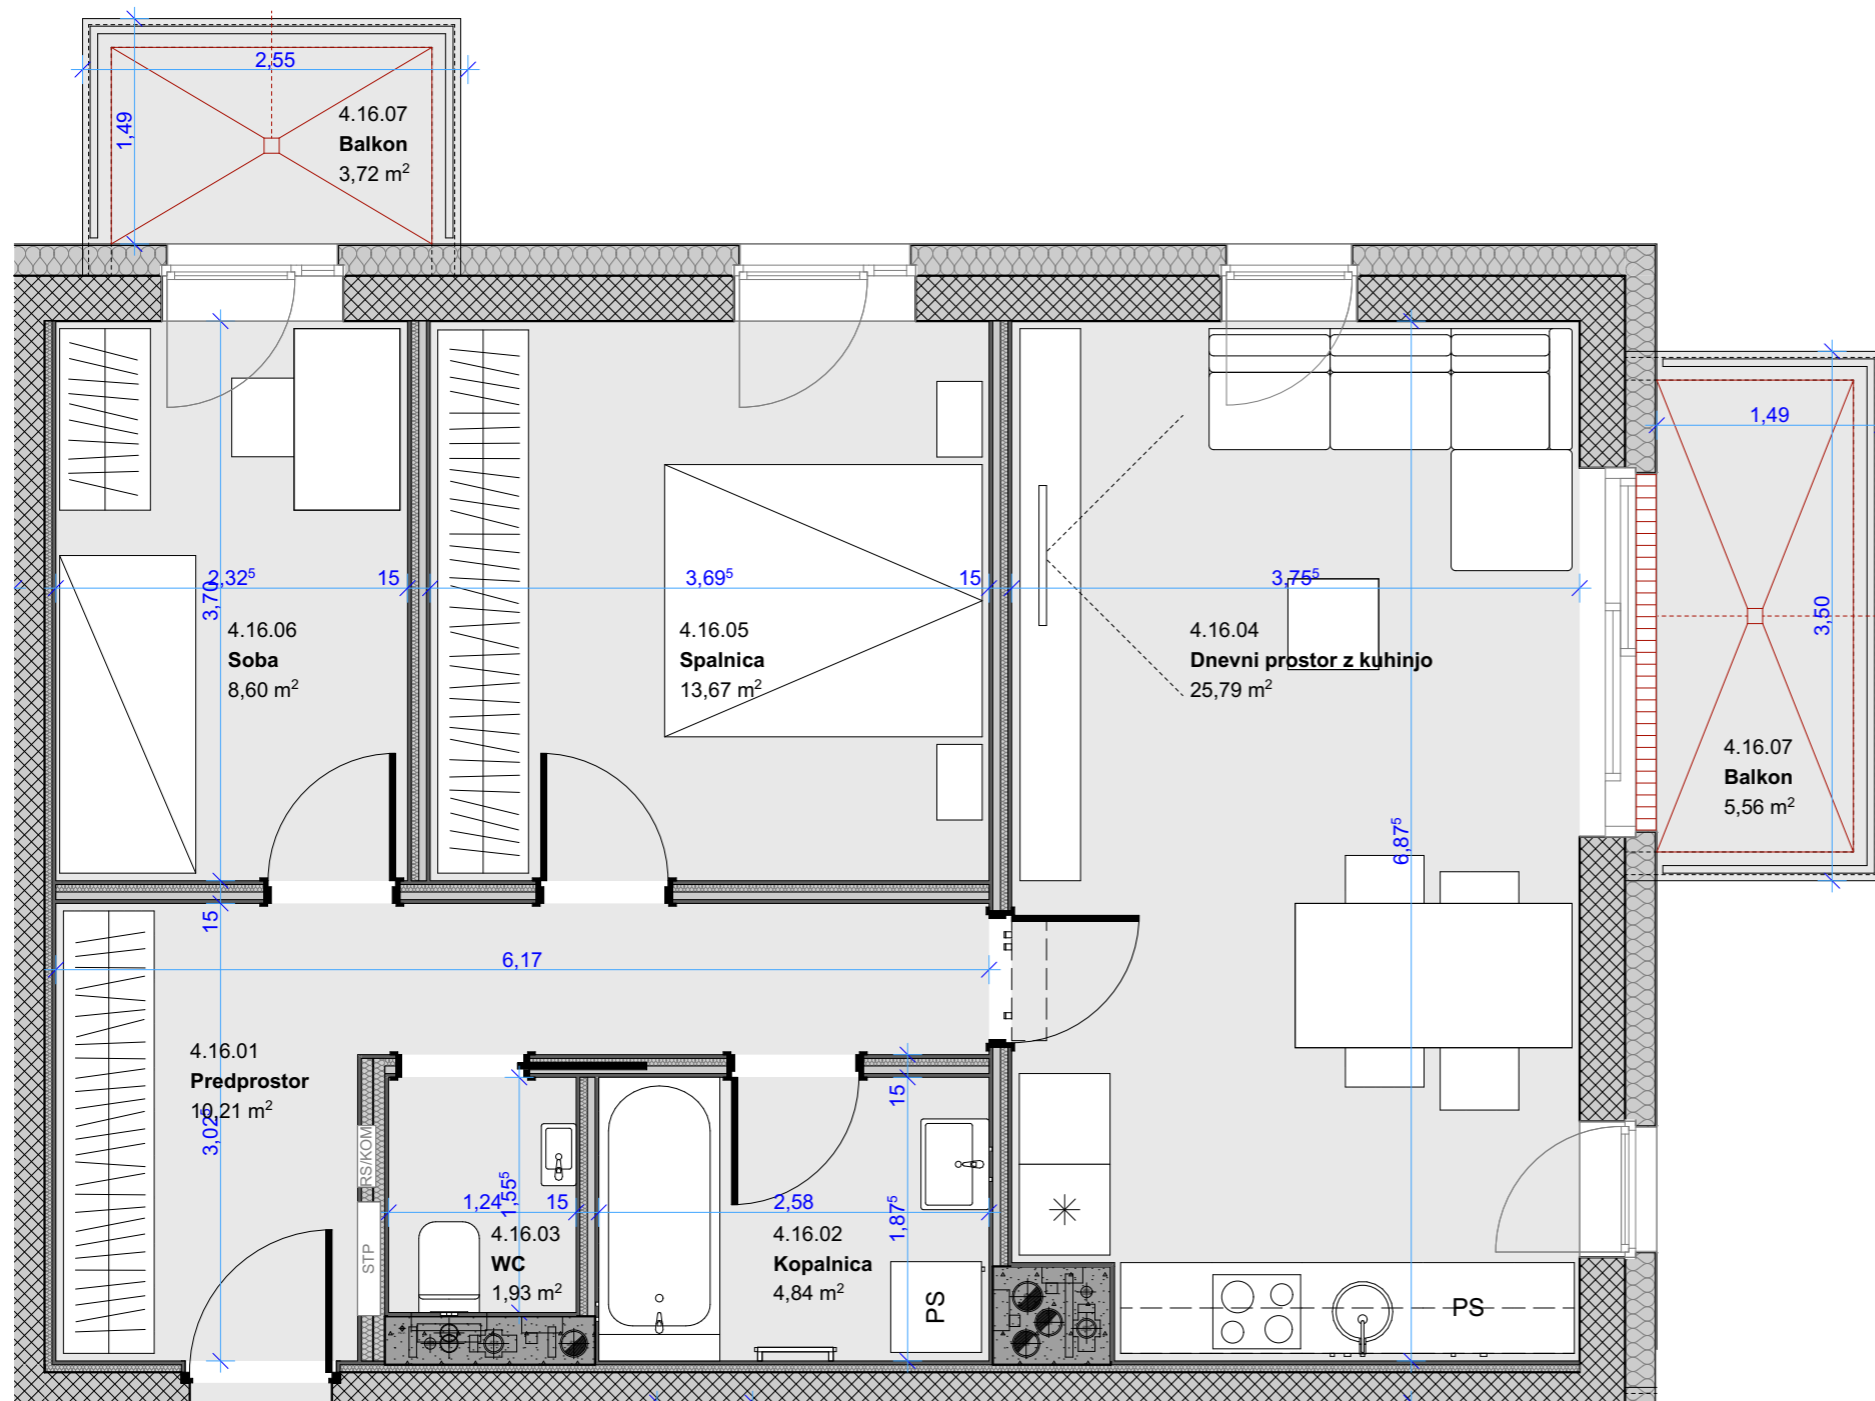 2,55
1,49
4.16.07
Balkon
3,72 m²
1,49
3,50
4.16.07
Balkon
5,56 m²
2,32⁵
15
3,69⁵
15
3,75⁵
3,70
4.16.06
Soba
8,60 m²
4.16.05
Spalnica
13,67 m²
4.16.04
Dnevni prostor z kuhinjo
25,79 m²
6,87⁵
15
6,17
4.16.01
Predprostor
10,21 m²
3,02⁵
RS/KOM
STP
15
1,24
1,55⁵
15
2,58
1,87⁵
4.16.03
WC
1,93 m²
4.16.02
Kopalnica
4,84 m²
PS
PS